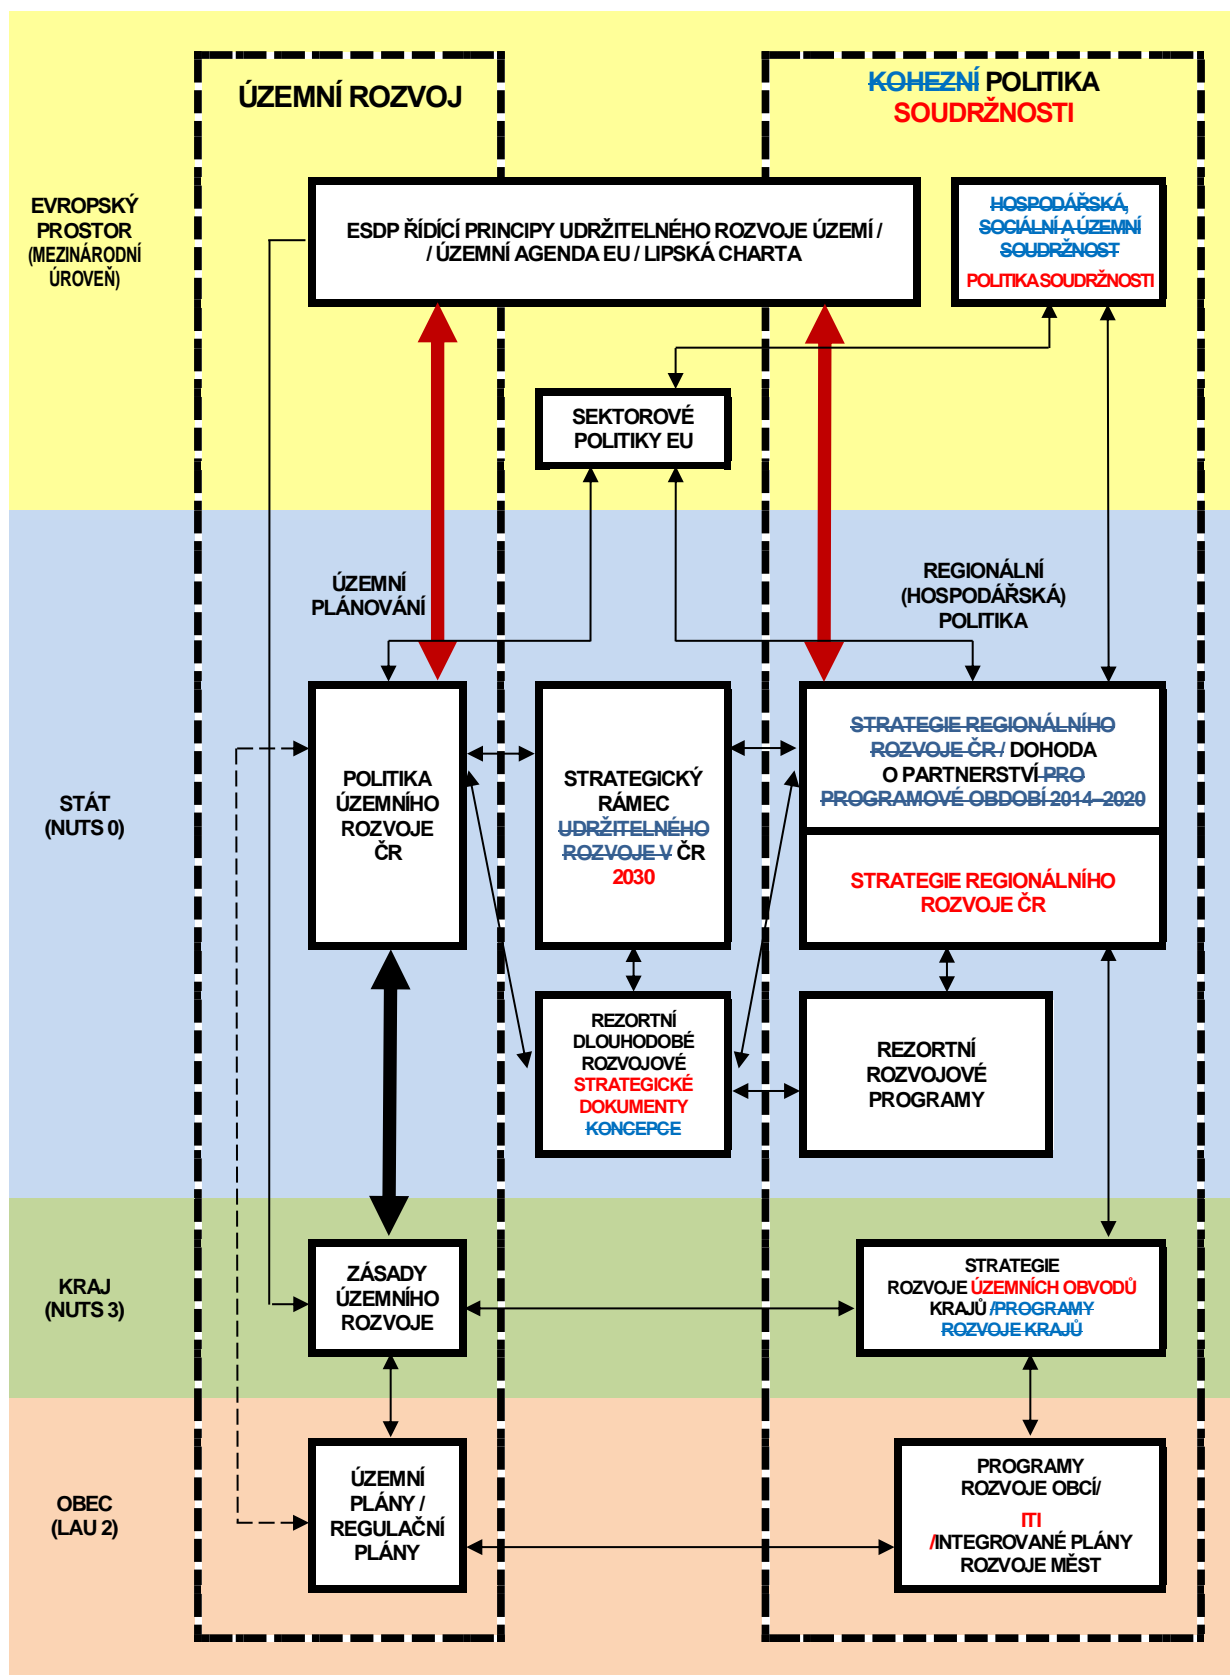 ÚZEMNÍ ROZVOJ
KOHEZNÍ POLITIKA
SOUDRŽNOSTI
EVROPSKÝ
PROSTOR
(MEZINÁRODNÍ
ÚROVEŇ)
ESDP ŘÍDÍCÍ PRINCIPY UDRŽITELNÉHO ROZVOJE ÚZEMÍ /
/ ÚZEMNÍ AGENDA EU / LIPSKÁ CHARTA
HOSPODÁŘSKÁ,
SOCIÁLNÍ A ÚZEMNÍ
SOUDRŽNOST
POLITIKA SOUDRŽNOSTI
SEKTOROVÉ
POLITIKY EU
ÚZEMNÍ
PLÁNOVÁNÍ
REGIONÁLNÍ
(HOSPODÁŘSKÁ)
POLITIKA
STÁT
(NUTS 0)
POLITIKA
ÚZEMNÍHO
ROZVOJE
ČR
STRATEGICKÝ
RÁMEC
UDRŽITELNÉHO
ROZVOJE V ČR
2030
STRATEGIE REGIONÁLNÍHO
ROZVOJE ČR / DOHODA
O PARTNERSTVÍ PRO
PROGRAMOVÉ OBDOBÍ 2014–2020
STRATEGIE REGIONÁLNÍHO
ROZVOJE ČR
REZORTNÍ
DLOUHODOBÉ
ROZVOJOVÉ
STRATEGICKÉ
DOKUMENTY
KONCEPCE
REZORTNÍ
ROZVOJOVÉ
PROGRAMY
KRAJ
(NUTS 3)
ZÁSADY
ÚZEMNÍHO
ROZVOJE
STRATEGIE
ROZVOJE ÚZEMNÍCH OBVODŮ
KRAJŮ /PROGRAMY
ROZVOJE KRAJŮ
OBEC
(LAU 2)
ÚZEMNÍ
PLÁNY /
REGULAČNÍ
PLÁNY
PROGRAMY
ROZVOJE OBCÍ/
ITI
/INTEGROVANÉ PLÁNY
ROZVOJE MĚST